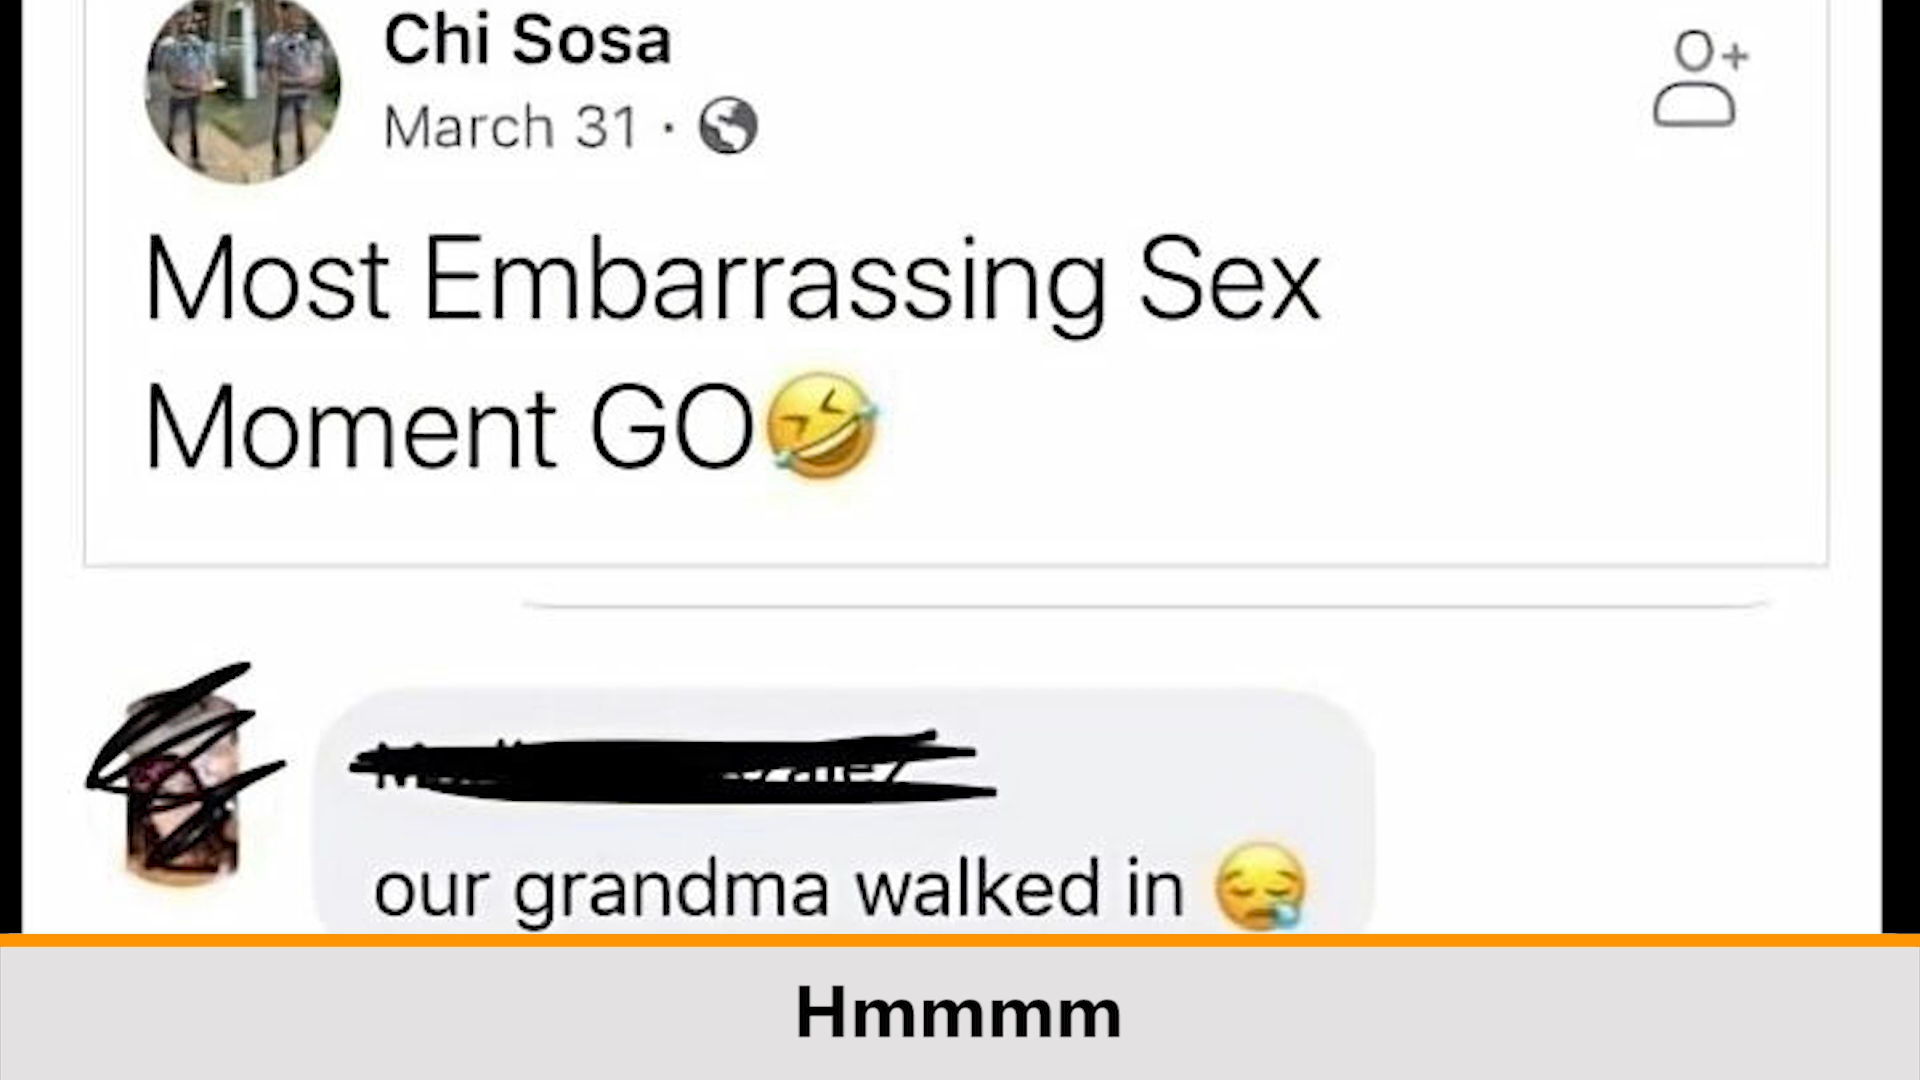 Chi Sosa
March 31 ·
Most Embarrassing Sex
Moment GO🤣
our grandma walked in 😪
Hmmmm